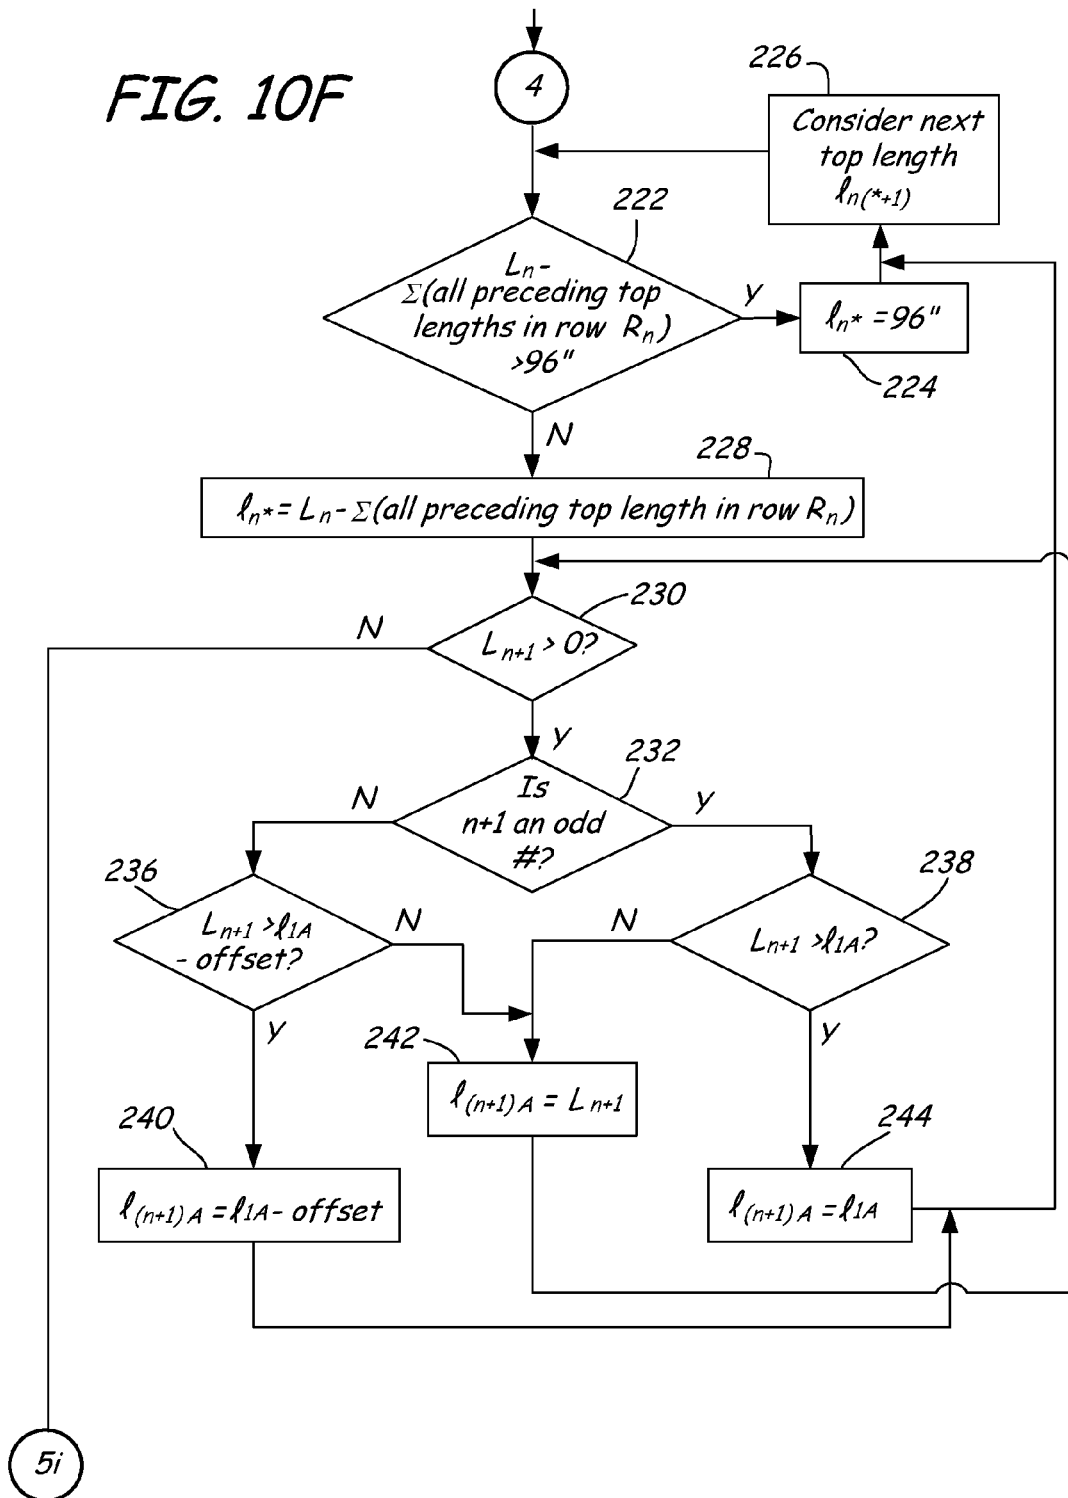 FIG. 10F
4
226
Consider next
top length
ℓn(*+1)
222
Ln-
Σ(all preceding top
lengths in row Rn)
>96"
Y
ℓn* = 96"
224
N
228
ℓn* = Ln - Σ(all preceding top length in row Rn)
230
N
Ln+1 > 0?
Y
232
Is
n+1 an odd
#?
N
Y
236
Ln+1 >ℓ1A
- offset?
N
Y
238
Ln+1 >ℓ1A?
N
Y
242
ℓ(n+1)A = Ln+1
240
ℓ(n+1)A = ℓ1A - offset
244
ℓ(n+1)A = ℓ1A
5i